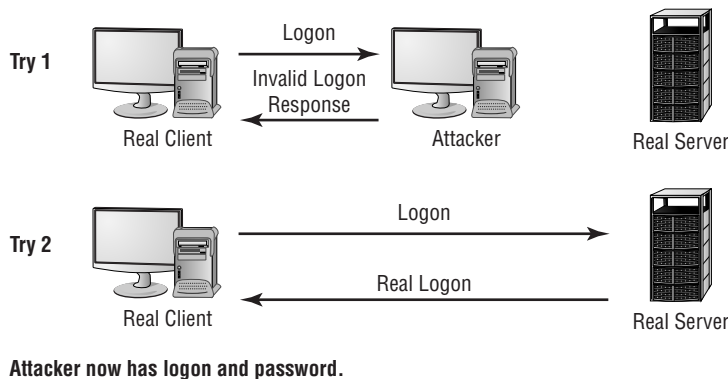 Logon
Try 1
Invalid Logon
Response
Real Client
Attacker
Real Server
Logon
Try 2
Real Logon
Real Client
Real Server
Attacker now has logon and password.